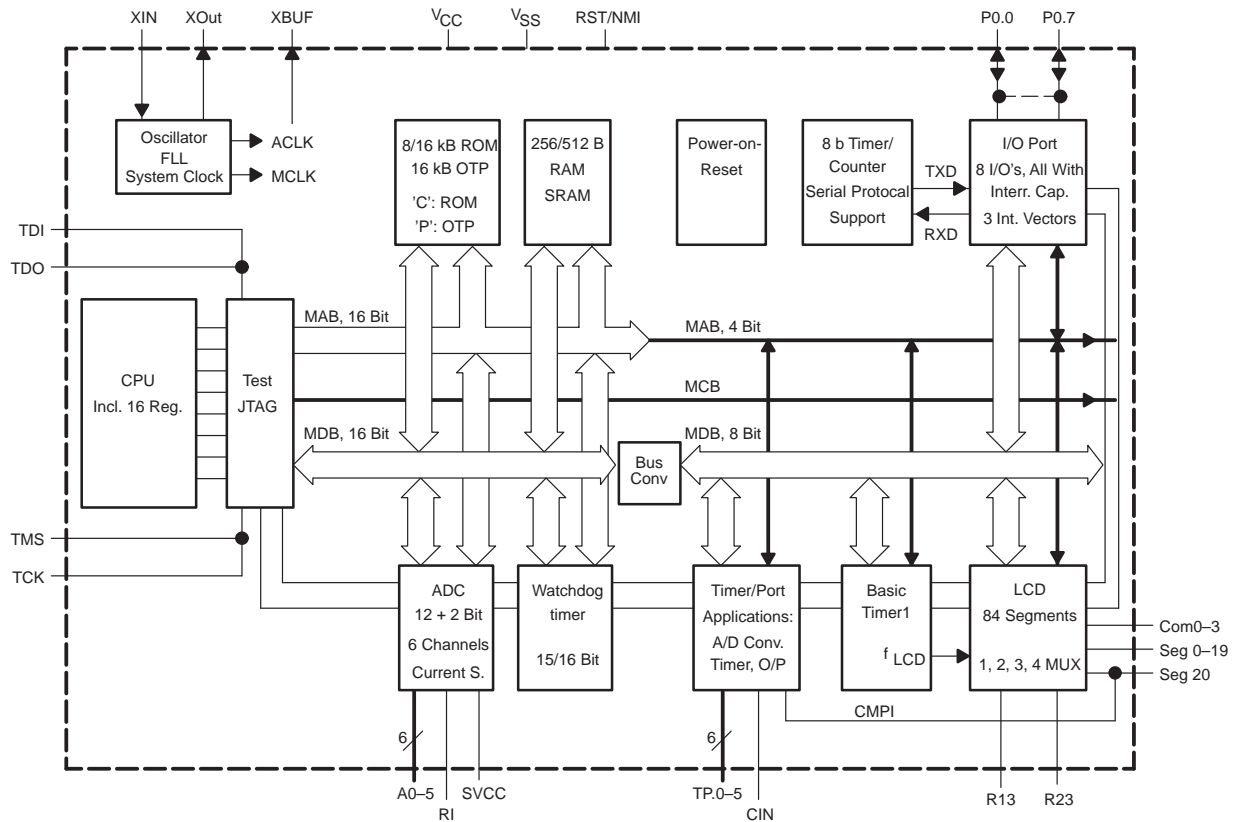 XIN XOut XBUF VCC VSS RST/NMI P0.0 P0.7
Oscillator
FLL
System Clock
ACLK
MCLK
8/16 kB ROM
16 kB OTP
'C': ROM
'P': OTP
256/512 B
RAM
SRAM
Power-on-
Reset
8 b Timer/
Counter
Serial Protocal
Support
TXD
RXD
I/O Port
8 I/O's, All With
Interr. Cap.
3 Int. Vectors
TDI
TDO
CPU
Incl. 16 Reg.
Test
JTAG
MAB, 16 Bit
MAB, 4 Bit
MCB
MDB, 16 Bit
MDB, 8 Bit
Bus
Conv
TMS
TCK
ADC
12 + 2 Bit
6 Channels
Current S.
Watchdog
timer
15/16 Bit
Timer/Port
Applications:
A/D Conv.
Timer, O/P
Basic
Timer1
f LCD
LCD
84 Segments
1, 2, 3, 4 MUX
Com0–3
Seg 0–19
Seg 20
CMPI
6
6
A0–5
RI
SVCC
TP.0–5
CIN
R13
R23